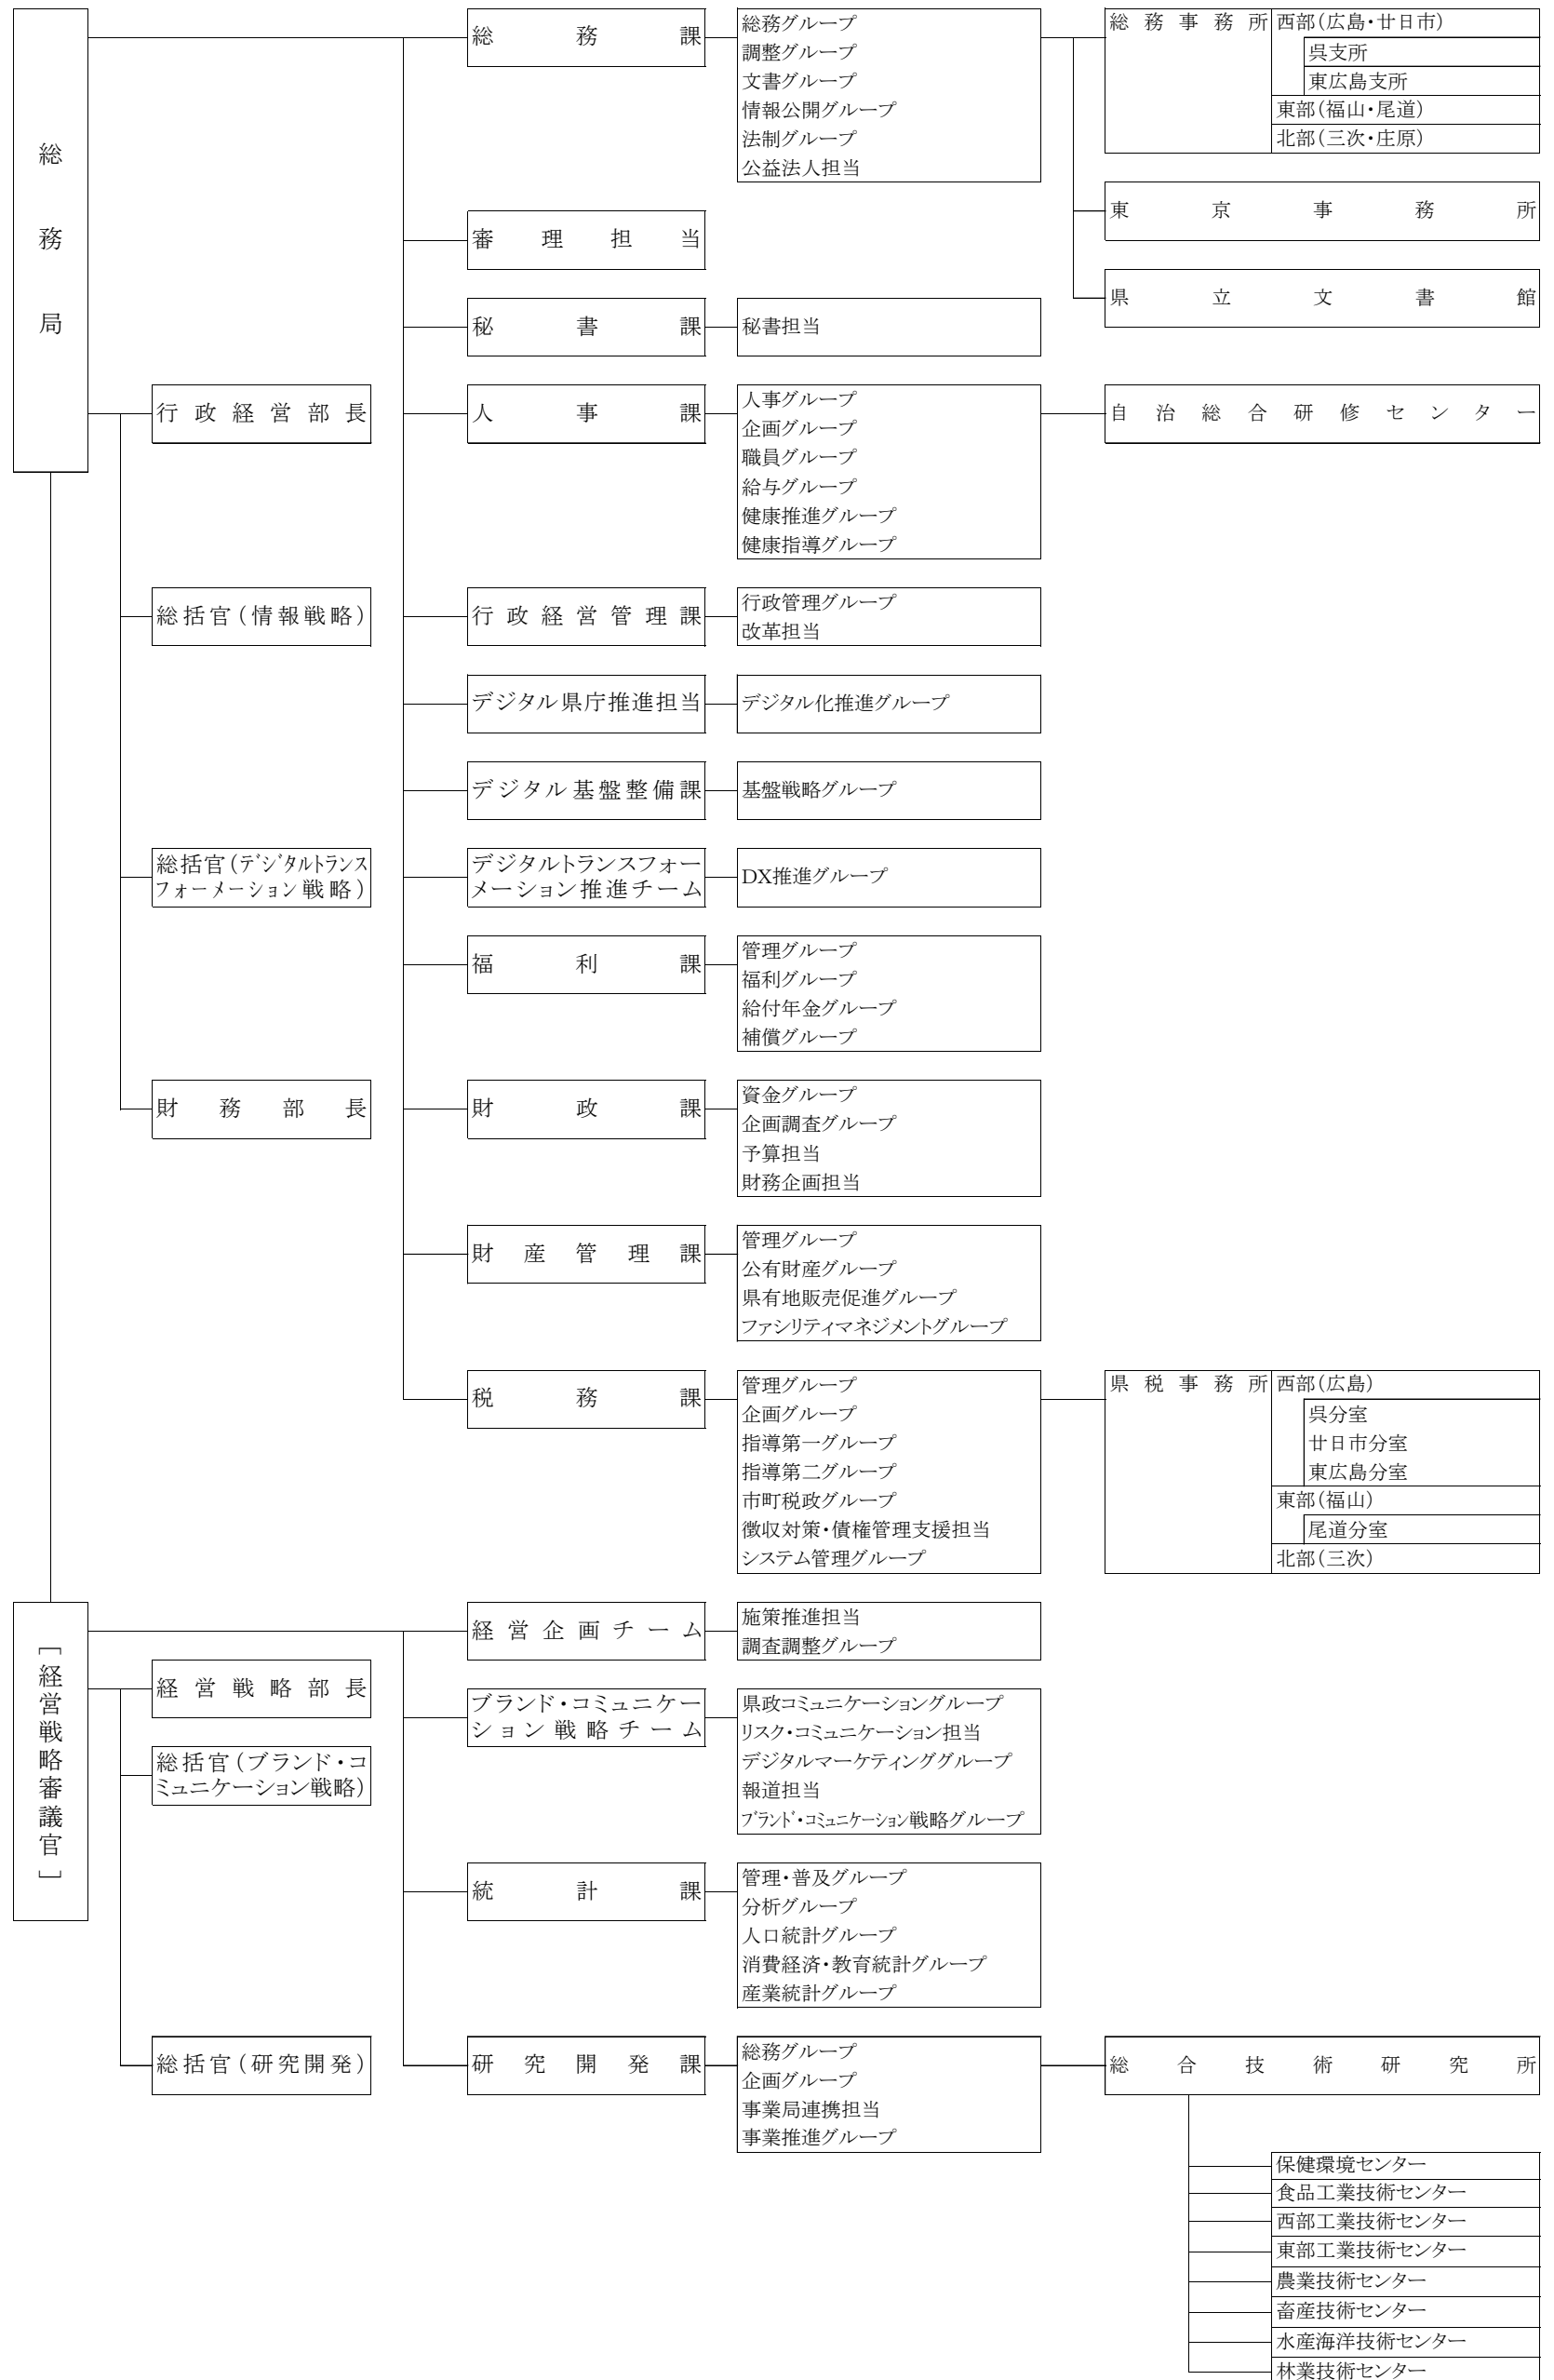 総務局
総務課
総務グループ
調整グループ
文書グループ
情報公開グループ
法制グループ
公益法人担当
総務事務所
西部（広島・廿日市）
呉支所
東広島支所
東部（福山・尾道）
北部（三次・庄原）
東京事務所
県立文書館
審理担当
秘書課
秘書担当
行政経営部長
人事課
人事グループ
企画グループ
職員グループ
給与グループ
健康推進グループ
健康指導グループ
自治総合研修センター
総括官（情報戦略）
行政経営管理課
行政管理グループ
改革担当
デジタル県庁推進担当
デジタル化推進グループ
デジタル基盤整備課
基盤戦略グループ
総括官（デジタルトランス
フォーメーション戦略）
デジタルトランスフォー
メーション推進チーム
DX推進グループ
福利課
管理グループ
福利グループ
給付年金グループ
補償グループ
財務部長
財政課
資金グループ
企画調査グループ
予算担当
財務企画担当
財産管理課
管理グループ
公有財産グループ
県有地販売促進グループ
ファシリティマネジメントグループ
税務課
管理グループ
企画グループ
指導第一グループ
指導第二グループ
市町税政グループ
徴収対策・債権管理支援担当
システム管理グループ
県税事務所
西部（広島）
呉分室
廿日市分室
東広島分室
東部（福山）
尾道分室
北部（三次）
［経営戦略審議官］
経営企画チーム
施策推進担当
調査調整グループ
経営戦略部長
ブランド・コミュニケー
ション戦略チーム
県政コミュニケーショングループ
リスク・コミュニケーション担当
デジタルマーケティンググループ
報道担当
ブランド・コミュニケーション戦略グループ
総括官（ブランド・コ
ミュニケーション戦略）
統計課
管理・普及グループ
分析グループ
人口統計グループ
消費経済・教育統計グループ
産業統計グループ
総括官（研究開発）
研究開発課
総務グループ
企画グループ
事業局連携担当
事業推進グループ
総合技術研究所
保健環境センター
食品工業技術センター
西部工業技術センター
東部工業技術センター
農業技術センター
畜産技術センター
水産海洋技術センター
林業技術センター